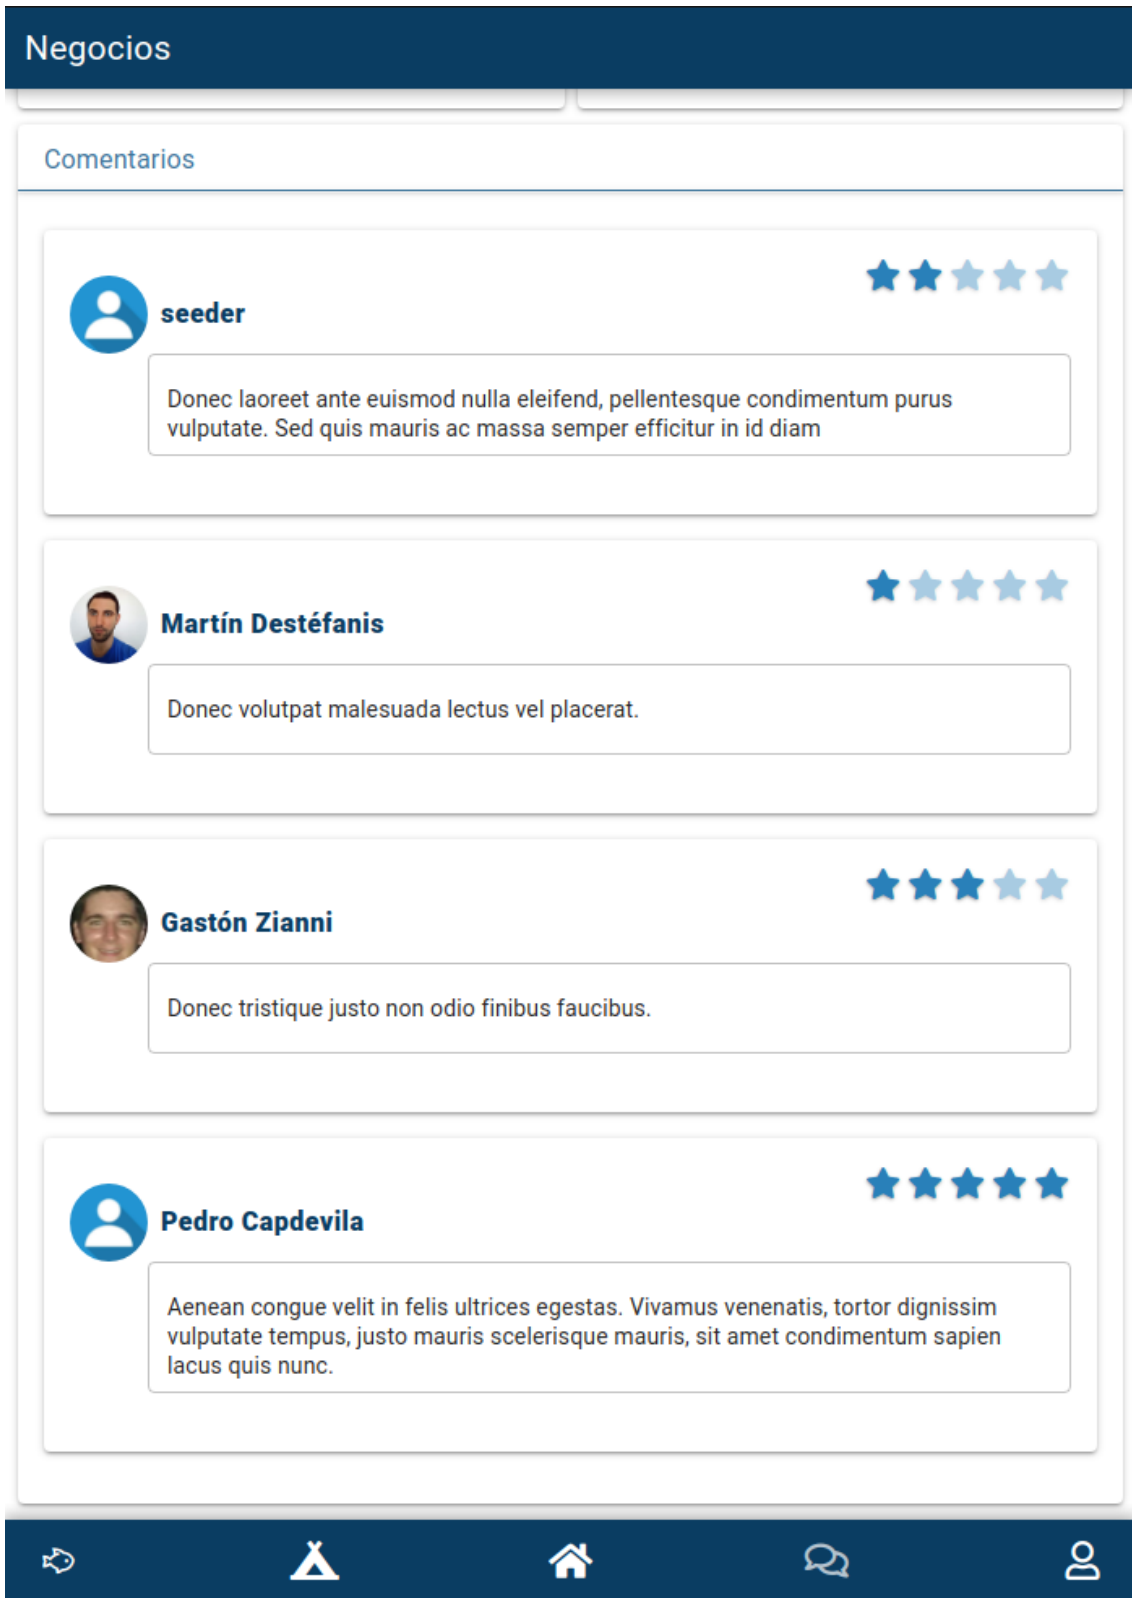 Negocios
Comentarios
seeder
Donec laoreet ante euismod nulla eleifend, pellentesque condimentum purus
vulputate. Sed quis mauris ac massa semper efficitur in id diam
Martín Destéfanis
Donec volutpat malesuada lectus vel placerat.
Gastón Zianni
Donec tristique justo non odio finibus faucibus.
Pedro Capdevila
Aenean congue velit in felis ultrices egestas. Vivamus venenatis, tortor dignissim
vulputate tempus, justo mauris scelerisque mauris, sit amet condimentum sapien
lacus quis nunc.